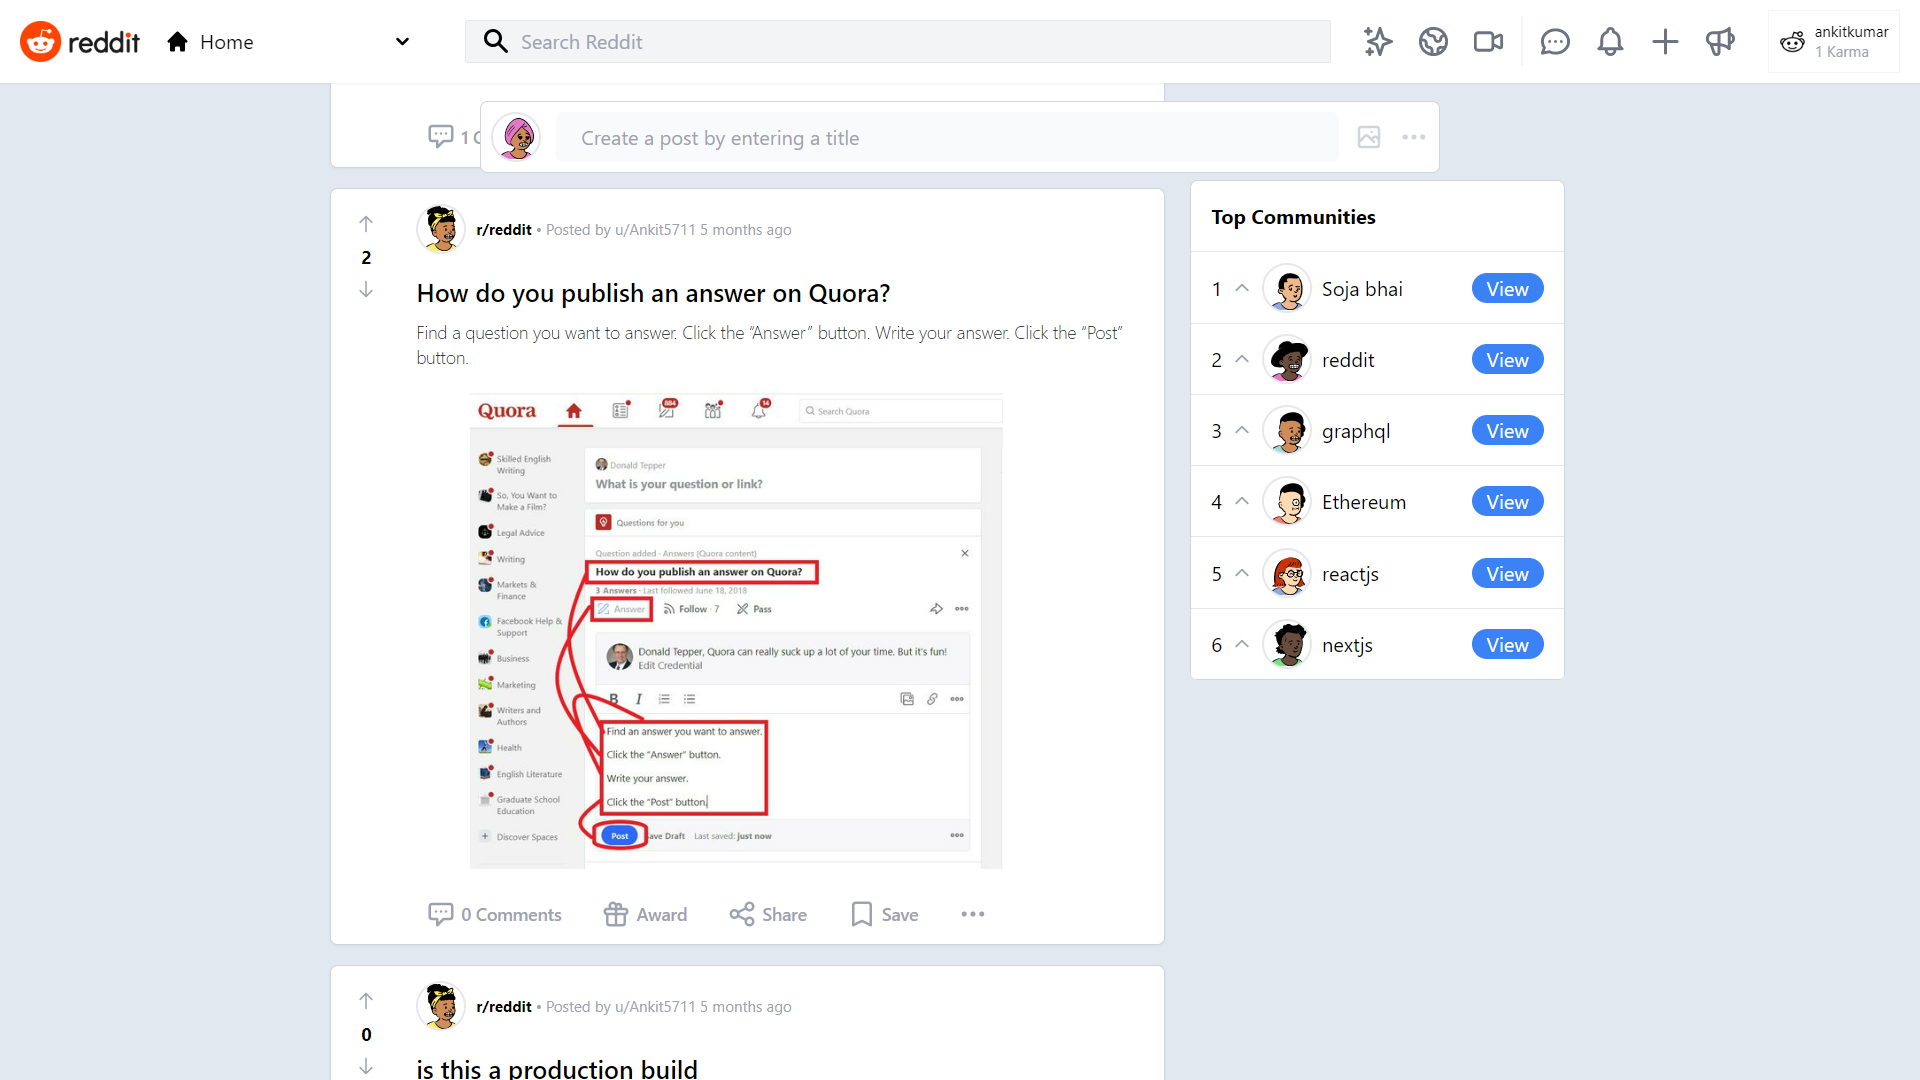 reddit
Home
Search Reddit
ankitkumar
1 Karma
1 C
Create a post by entering a title
2
r/reddit • Posted by u/Ankit5711 5 months ago
How do you publish an answer on Quora?
Find a question you want to answer. Click the “Answer” button. Write your answer. Click the “Post”
button.
Quora
884
14
Search Quora
Skilled English
Writing
So, You Want to
Make a Film?
Legal Advice
Writing
Markets &
Finance
Facebook Help &
Support
Business
Marketing
Writers and
Authors
Health
English Literature
Graduate School
Education
Discover Spaces
Donald Tepper
What is your question or link?
Questions for you
Question added · Answers (Quora content)
How do you publish an answer on Quora?
3 Answers · Last followed June 18, 2018
Answer
Follow · 7
Pass
Donald Tepper, Quora can really suck up a lot of your time. But it's fun!
Edit Credential
B
I
Find an answer you want to answer.
Click the “Answer” button.
Write your answer.
Click the “Post” button.
Post
ave Draft
Last saved: just now
0 Comments
Award
Share
Save
0
r/reddit • Posted by u/Ankit5711 5 months ago
is this a production build
Top Communities
1 Soja bhai View
2 reddit View
3 graphql View
4 Ethereum View
5 reactjs View
6 nextjs View